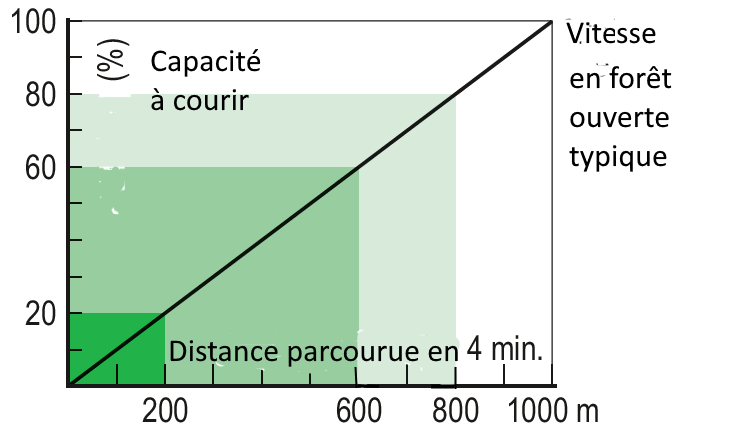 100
(%)
Capacité
à courir
80
60
20
Vitesse
en forêt
ouverte
typique
Distance parcourue en 4 min.
200 600 800 1000 m